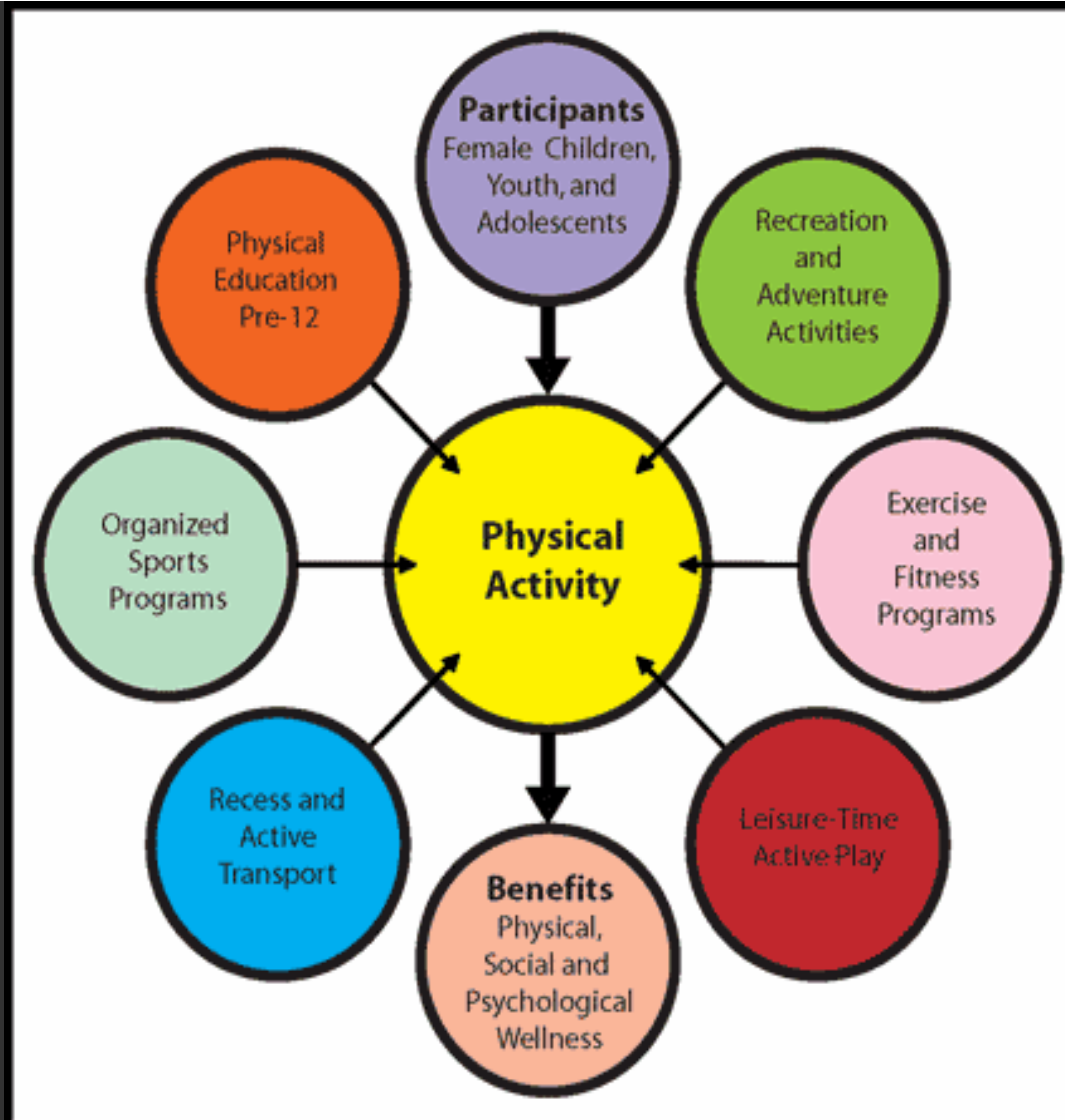 Participants
Female Children,
Youth, and
Adolescents
Physical
Education
Pre-12
Recreation
and
Adventure
Activities
Organized
Sports
Programs
Physical
Activity
Exercise
and
Fitness
Programs
Recess and
Active
Transport
Leisure-Time
Active Play
Benefits
Physical,
Social and
Psychological
Wellness